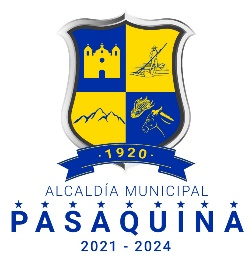 ·1920·
ALCALDÍA MUNICIPAL
PASAQUINA
2021 - 2024